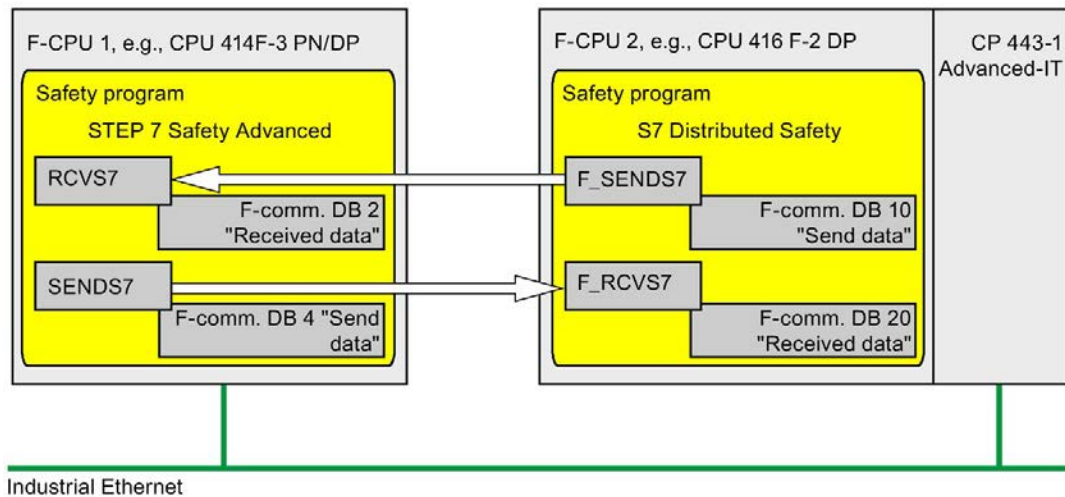 F-CPU 1, e.g., CPU 414F-3 PN/DP
Safety program
STEP 7 Safety Advanced
RCVS7
F-comm. DB 2
"Received data"
SENDS7
F-comm. DB 4 "Send
data"
F-CPU 2, e.g., CPU 416 F-2 DP
Safety program
S7 Distributed Safety
F_SENDS7
F-comm. DB 10
"Send data"
F_RCVS7
F-comm. DB 20
"Received data"
CP 443-1
Advanced-IT
Industrial Ethernet